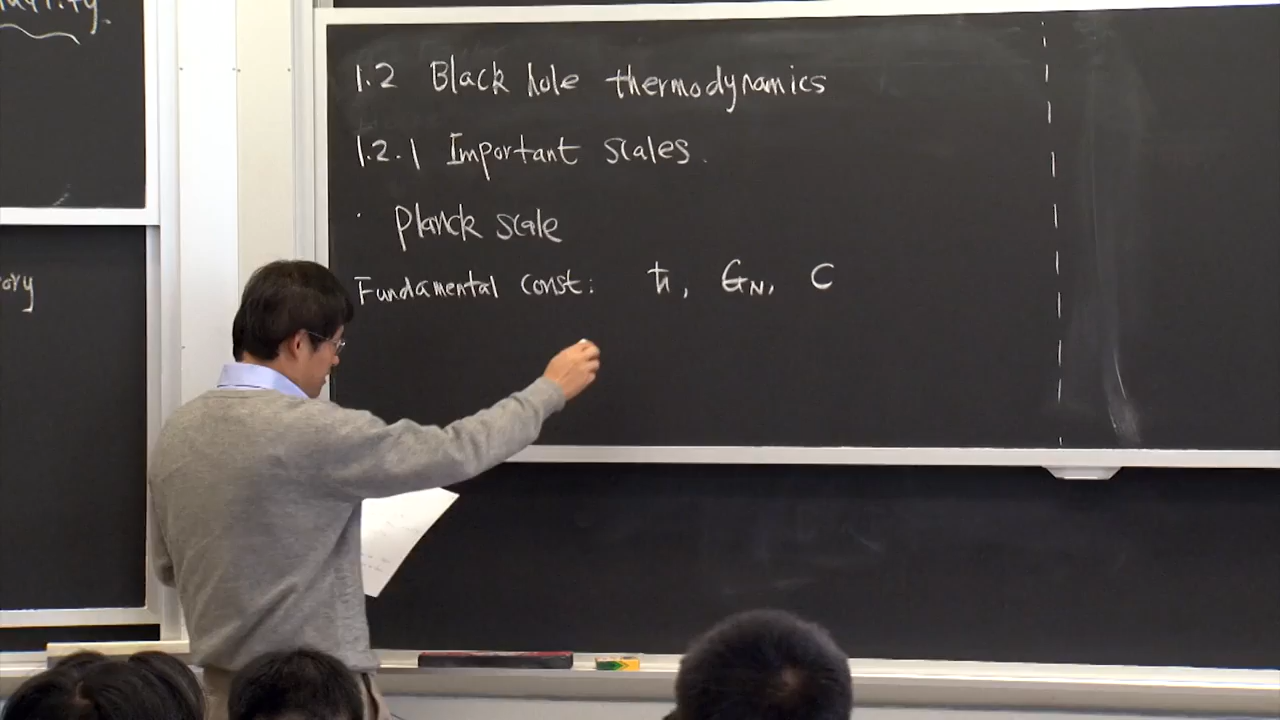 1.2 Black hole thermodynamics
1.2.1 Important scales.
· Planck scale
Fundamental const: ħ, G_N, C